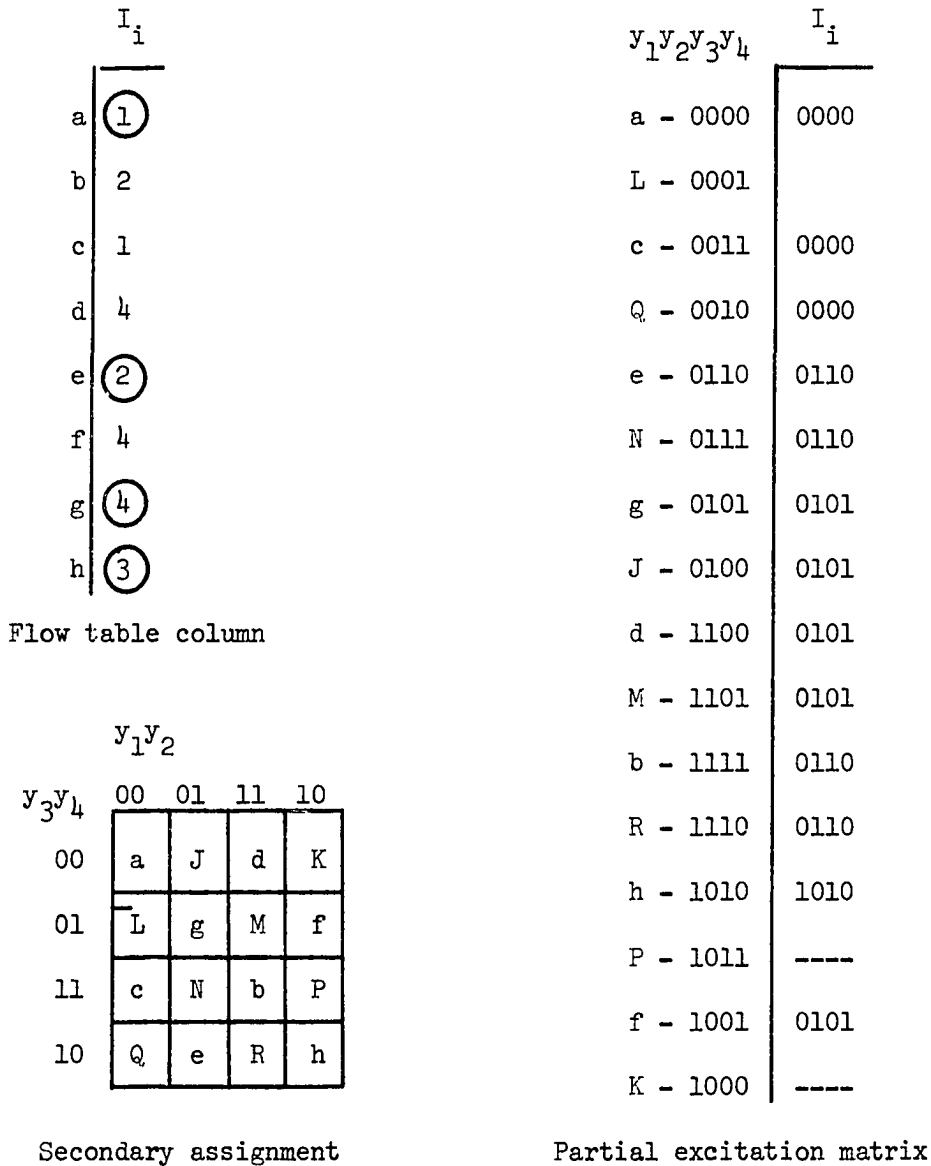 I_i
a 1
b 2
c 1
d 4
e 2
f 4
g 4
h 3
Flow table column
y_1y_2
y_3y_4 00 01 11 10
00 a J d K
01 L g M f
11 c N b P
10 Q e R h
Secondary assignment
y_1y_2y_3y_4 I_i
a - 0000 0000
L - 0001
c - 0011 0000
Q - 0010 0000
e - 0110 0110
N - 0111 0110
g - 0101 0101
J - 0100 0101
d - 1100 0101
M - 1101 0101
b - 1111 0110
R - 1110 0110
h - 1010 1010
P - 1011 ----
f - 1001 0101
K - 1000 ----
Partial excitation matrix